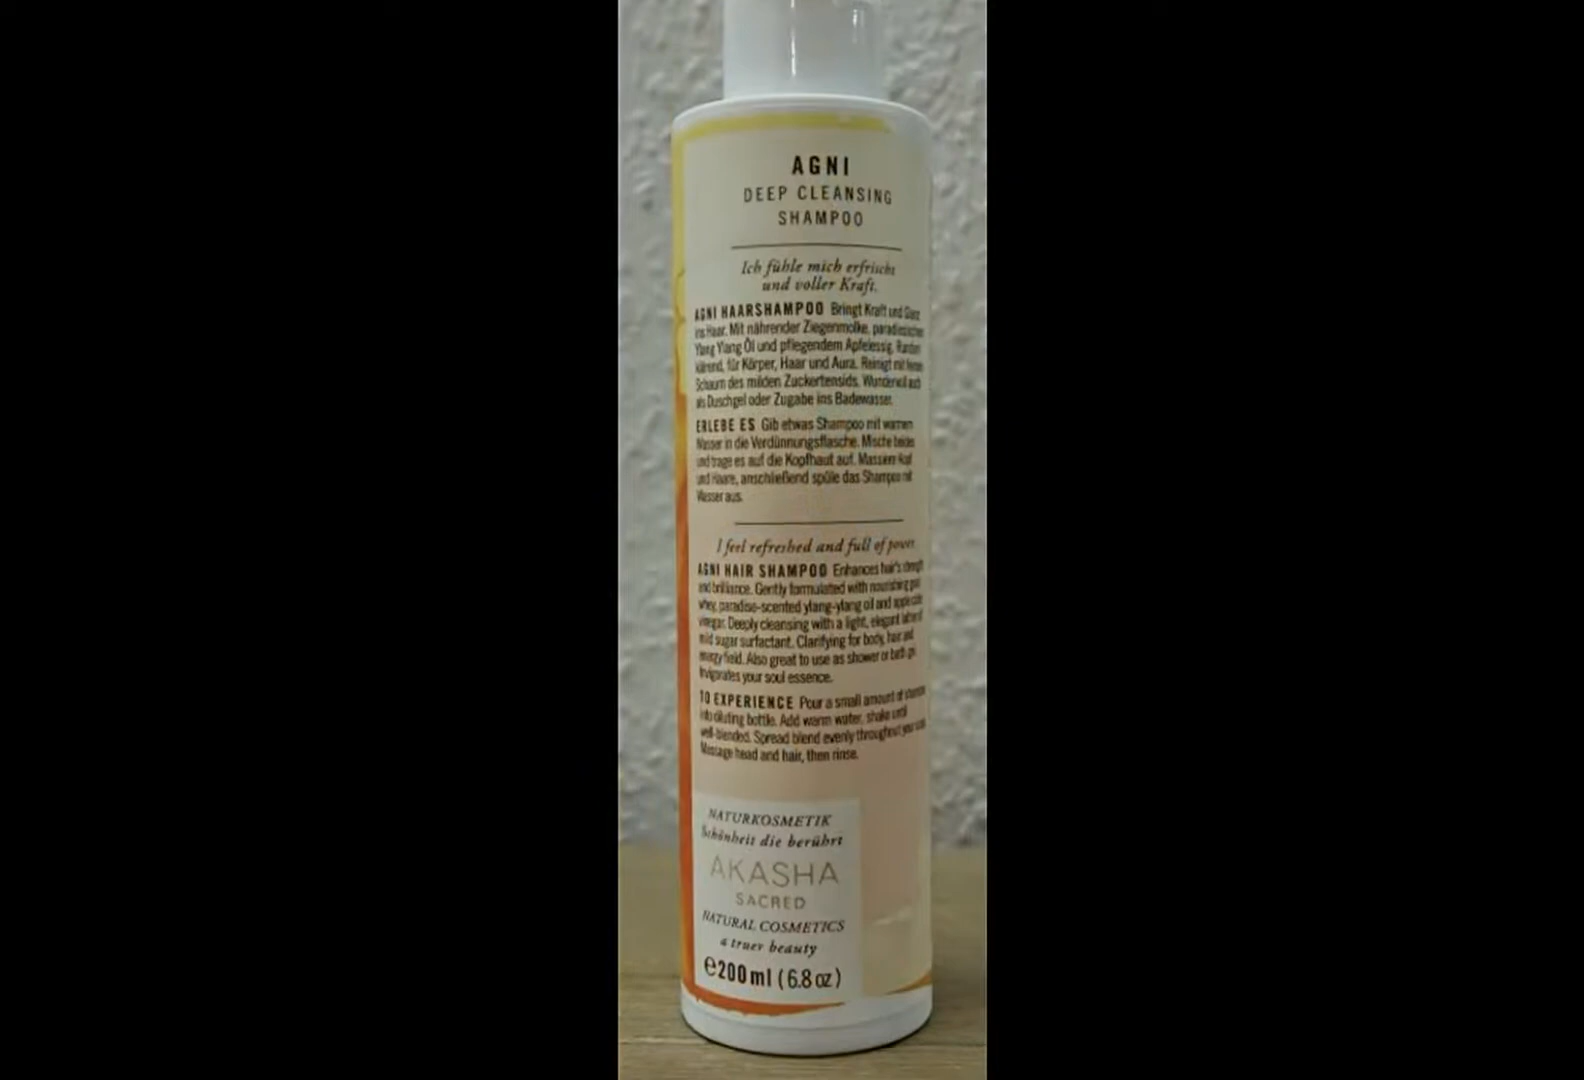 AGNI
DEEP CLEANSING
SHAMPOO
Ich fühle mich erfrischt
und voller Kraft.
AGNI HAARSHAMPOO Bringt Kraft und Glanz
ins Haar. Mit nährender Ziegenmolke, paradiesischem
Ylang Ylang Öl und pflegendem Apfelessig.
klärend, für Körper, Haar und Aura. Reinigt mit feinem
Schaum des milden Zuckertensids. Wundervoll auch
als Duschgel oder Zugabe ins Badewasser.
ERLEBE ES Gib etwas Shampoo mit warmen
Wasser in die Verdünnungsflasche. Mische beides
und trage es auf die Kopfhaut auf. Massiere Kopf
und Haare, anschließend spüle das Shampoo mit
Wasser aus.
I feel refreshed and full of power
AGNI HAIR SHAMPOO Enhances hair's strength
and brilliance. Gently formulated with nourishing goat
whey, paradise-scented ylang-ylang oil and apple cider
vinegar. Deeply cleansing with a light, elegant lather of
mild sugar surfactant. Clarifying for body, hair and
energy field. Also great to use as shower or bath gel.
Invigorates your soul essence.
TO EXPERIENCE Pour a small amount of shampoo
into diluting bottle. Add warm water, shake until
well-blended. Spread blend evenly throughout your
Massage head and hair, then rinse.
NATURKOSMETIK
Schönheit die berührt
AKASHA
SACRED
NATURAL COSMETICS
a truer beauty
℮200 ml (6.8 oz)